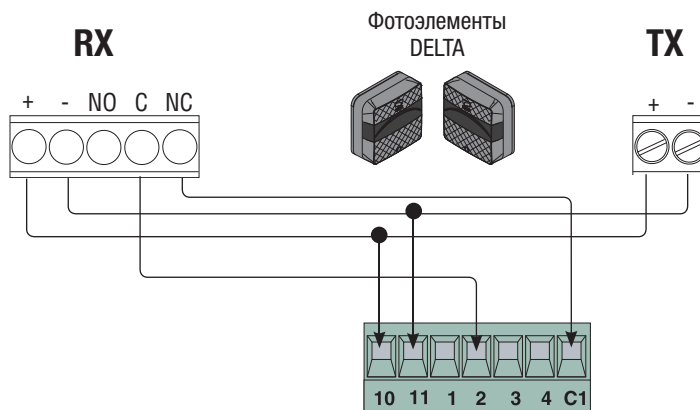 Фотоэлементы
DELTA
RX
TX
+ - NO C NC
+ -
10 11 1 2 3 4 C1